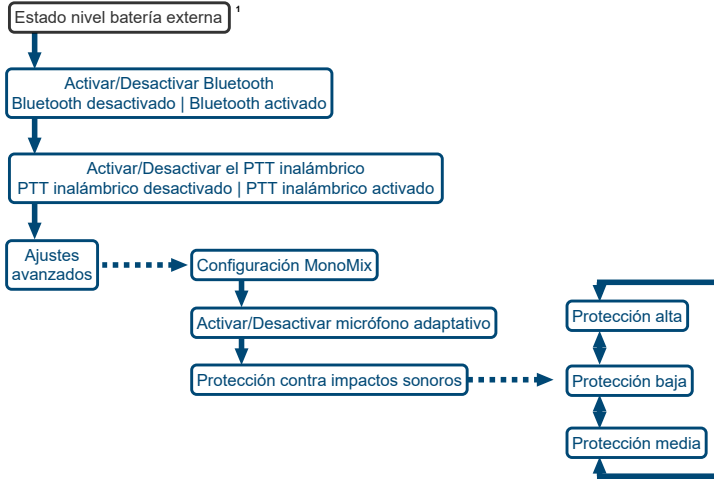 Estado nivel batería externa ¹
Activar/Desactivar Bluetooth
Bluetooth desactivado | Bluetooth activado
Activar/Desactivar el PTT inalámbrico
PTT inalámbrico desactivado | PTT inalámbrico activado
Ajustes
avanzados
Configuración MonoMix
Activar/Desactivar micrófono adaptativo
Protección contra impactos sonoros
Protección alta
Protección baja
Protección media